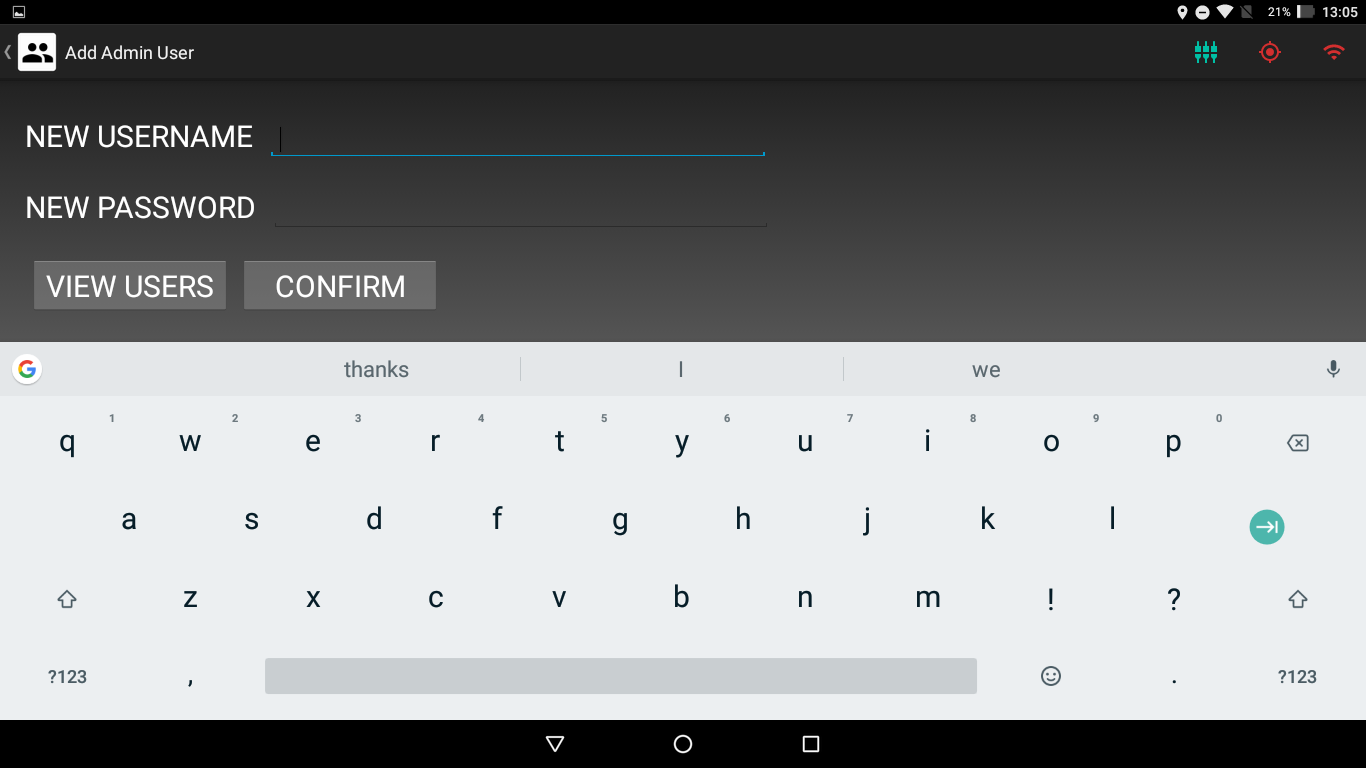 21% 13:05
Add Admin User
NEW USERNAME
NEW PASSWORD
VIEW USERS CONFIRM
G thanks I we
1 2 3 4 5 6 7 8 9 0
q w e r t y u i o p
a s d f g h j k l
z x c v b n m ! ?
?123 , . ?123